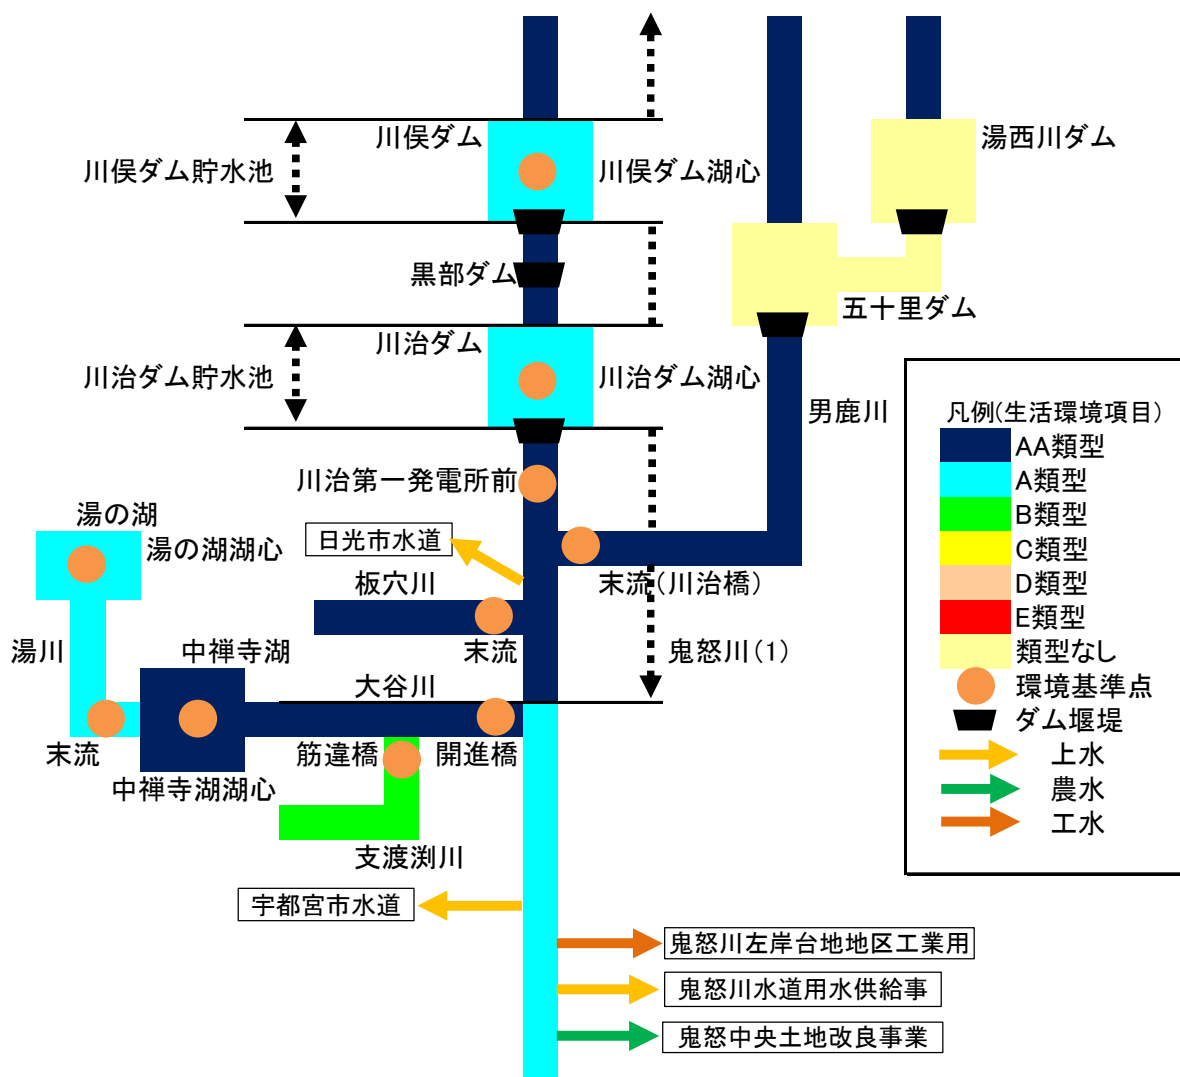 川俣ダム
湯西川ダム
川俣ダム貯水池
川俣ダム湖心
黒部ダム
五十里ダム
川治ダム
川治ダム貯水池
川治ダム湖心
男鹿川
凡例(生活環境項目)
AA類型
A類型
B類型
C類型
D類型
E類型
類型なし
環境基準点
ダム堰堤
上水
農水
工水
川治第一発電所前
湯の湖
湯の湖湖心
日光市水道
板穴川
末流(川治橋)
湯川
中禅寺湖
末流
鬼怒川(1)
大谷川
末流
筋違橋
開進橋
中禅寺湖湖心
支渡渕川
宇都宮市水道
鬼怒川左岸台地地区工業用
鬼怒川水道用水供給事
鬼怒中央土地改良事業